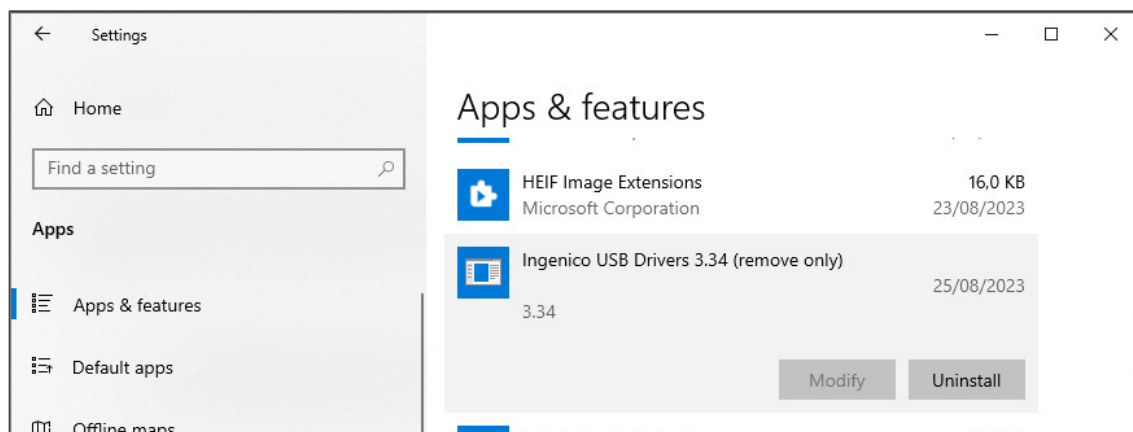 Settings
Home
Find a setting
Apps
Apps & features
Default apps
Offline maps
Apps & features
HEIF Image Extensions
16,0 KB
Microsoft Corporation
23/08/2023
Ingenico USB Drivers 3.34 (remove only)
25/08/2023
3.34
Modify
Uninstall